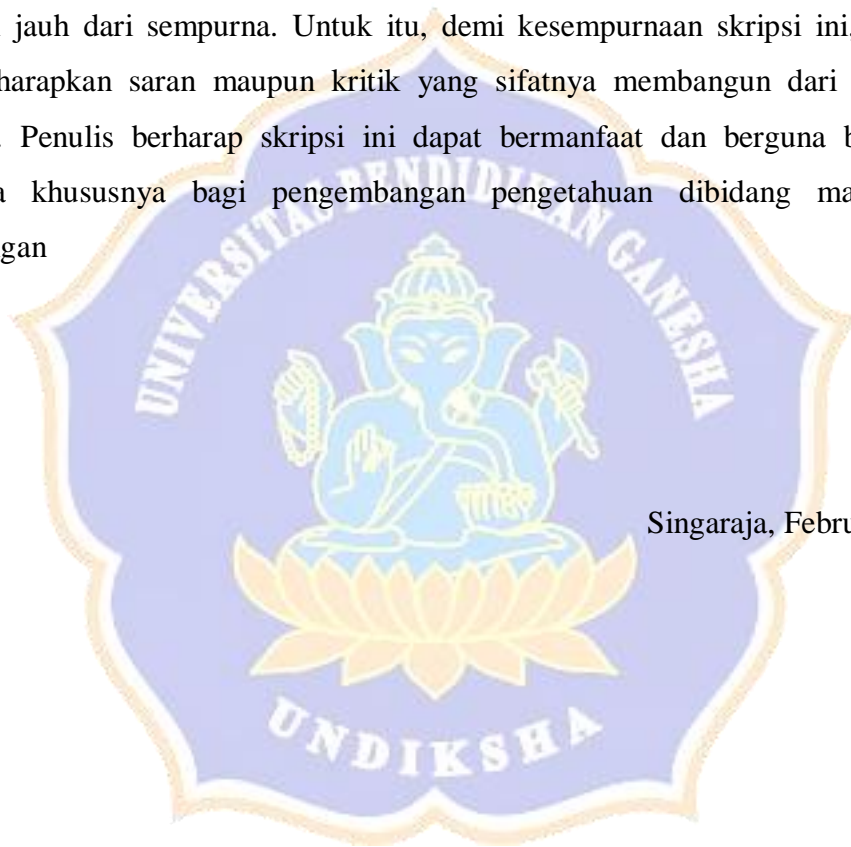 jauh dari sempurna. Untuk itu, demi kesempurnaan skripsi ini,
harapkan saran maupun kritik yang sifatnya membangun dari
Penulis berharap skripsi ini dapat bermanfaat dan berguna
khususnya bagi pengembangan pengetahuan dibidang
gan
UNIVERSITAS PENDIDIKAN GANESHA
Singaraja, Febru
UNDIKSHA